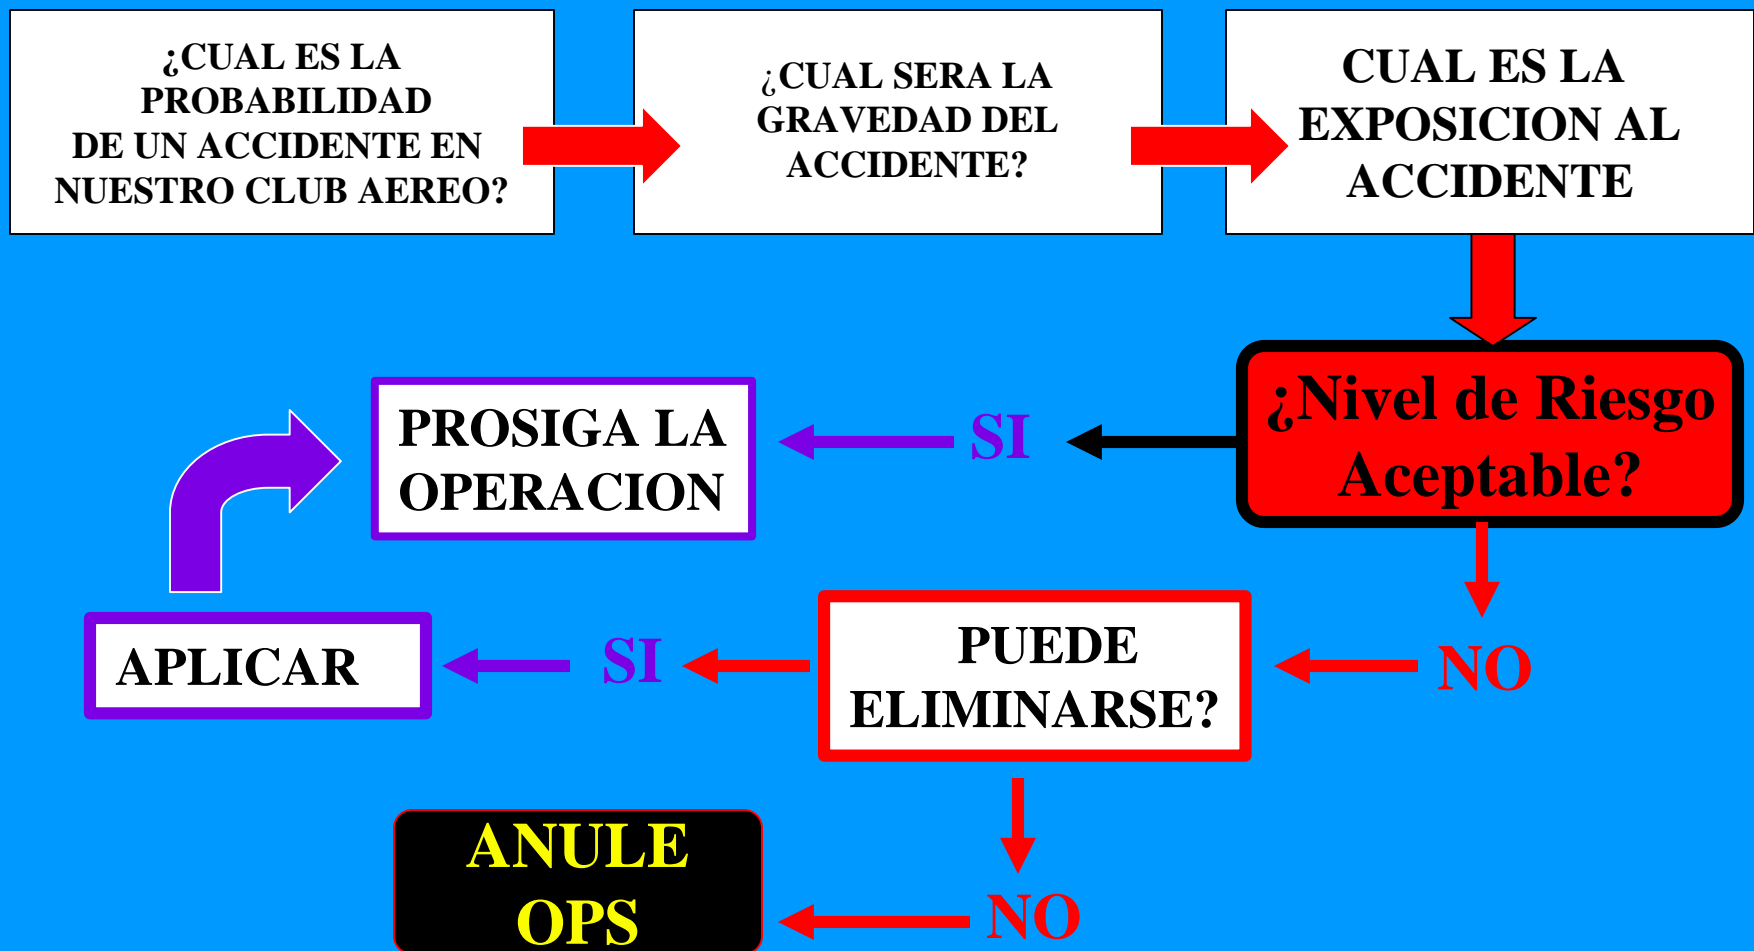 ¿CUAL ES LA
PROBABILIDAD
DE UN ACCIDENTE EN
NUESTRO CLUB AEREO?
¿CUAL SERA LA
GRAVEDAD DEL
ACCIDENTE?
CUAL ES LA
EXPOSICION AL
ACCIDENTE
¿Nivel de Riesgo
Aceptable?
SI
PROSIGA LA
OPERACION
NO
PUEDE
ELIMINARSE?
SI
APLICAR
NO
ANULE
OPS